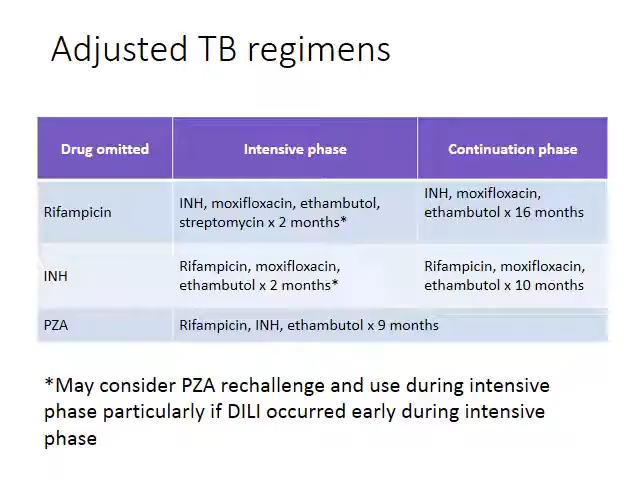 Adjusted TB regimens
Drug omitted
Intensive phase
Continuation phase
Rifampicin
INH, moxifloxacin, ethambutol,
streptomycin x 2 months*
INH, moxifloxacin,
ethambutol x 16 months
INH
Rifampicin, moxifloxacin,
ethambutol x 2 months*
Rifampicin, moxifloxacin,
ethambutol x 10 months
PZA
Rifampicin, INH, ethambutol x 9 months
*May consider PZA rechallenge and use during intensive
phase particularly if DILI occurred early during intensive
phase